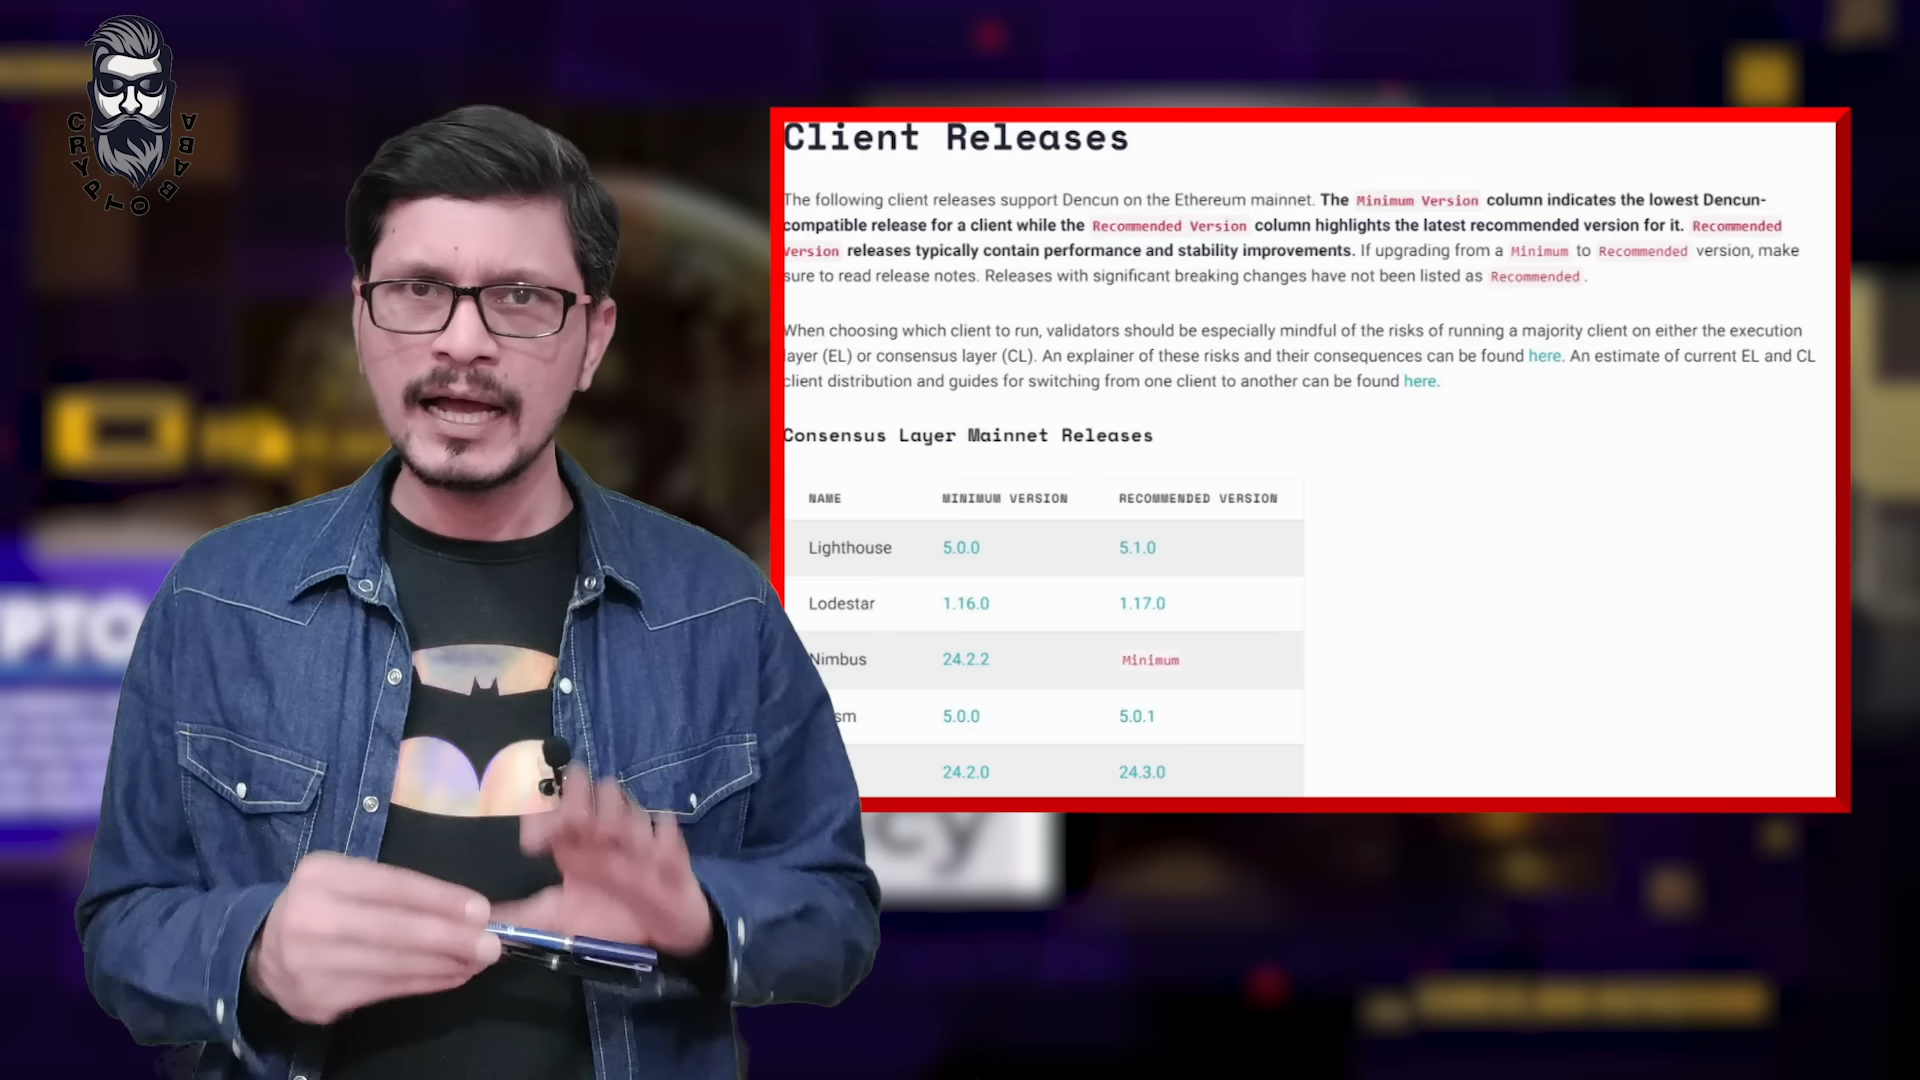 CRYPTO BABA
Client Releases
The following client releases support Dencun on the Ethereum mainnet. The Minimum Version column indicates the lowest Dencun-
compatible release for a client while the Recommended Version column highlights the latest recommended version for it. Recommended
Version releases typically contain performance and stability improvements. If upgrading from a Minimum to Recommended version, make
sure to read release notes. Releases with significant breaking changes have not been listed as Recommended.
When choosing which client to run, validators should be especially mindful of the risks of running a majority client on either the execution
layer (EL) or consensus layer (CL). An explainer of these risks and their consequences can be found here. An estimate of current EL and CL
client distribution and guides for switching from one client to another can be found here.
Consensus Layer Mainnet Releases
NAME MINIMUM VERSION RECOMMENDED VERSION
Lighthouse 5.0.0 5.1.0
Lodestar 1.16.0 1.17.0
Nimbus 24.2.2 Minimum
sm 5.0.0 5.0.1
24.2.0 24.3.0
PTO
cy